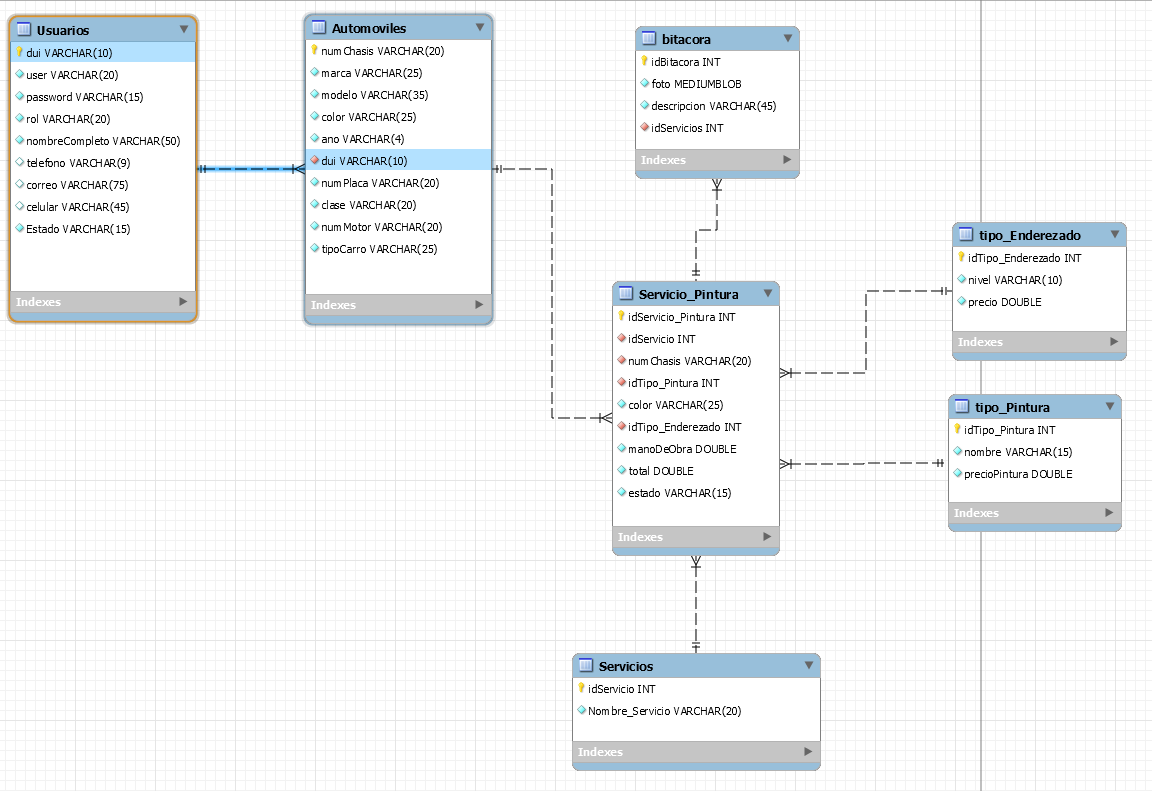 Usuarios
dui VARCHAR(10)
user VARCHAR(20)
password VARCHAR(15)
rol VARCHAR(20)
nombreCompleto VARCHAR(50)
telefono VARCHAR(9)
correo VARCHAR(75)
celular VARCHAR(45)
Estado VARCHAR(15)
Indexes
Automoviles
numChasis VARCHAR(20)
marca VARCHAR(25)
modelo VARCHAR(35)
color VARCHAR(25)
ano VARCHAR(4)
dui VARCHAR(10)
numPlaca VARCHAR(20)
clase VARCHAR(20)
numMotor VARCHAR(20)
tipoCarro VARCHAR(25)
Indexes
bitacora
idBitacora INT
foto MEDIUMBLOB
descripcion VARCHAR(45)
idServicios INT
Indexes
Servicio_Pintura
idServicio_Pintura INT
idServicio INT
numChasis VARCHAR(20)
idTipo_Pintura INT
color VARCHAR(25)
idTipo_Enderezado INT
manoDeObra DOUBLE
total DOUBLE
estado VARCHAR(15)
Indexes
tipo_Enderezado
idTipo_Enderezado INT
nivel VARCHAR(10)
precio DOUBLE
Indexes
tipo_Pintura
idTipo_Pintura INT
nombre VARCHAR(15)
precioPintura DOUBLE
Indexes
Servicios
idServicio INT
Nombre_Servicio VARCHAR(20)
Indexes